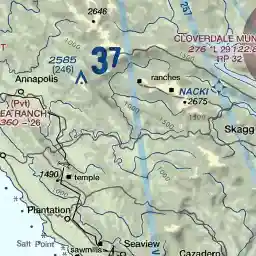 2646
CLOVERDALE MUN
276 *L 29 122.8
RP 32
2585
(246)
37
ranches
Annapolis
NACKI
2675
(Pvt)
EA RANCH
360 - 26
1000
1500
Skagg
1490
temple
Plantation
Salt Point
sawmills
Seaview
Cazadero